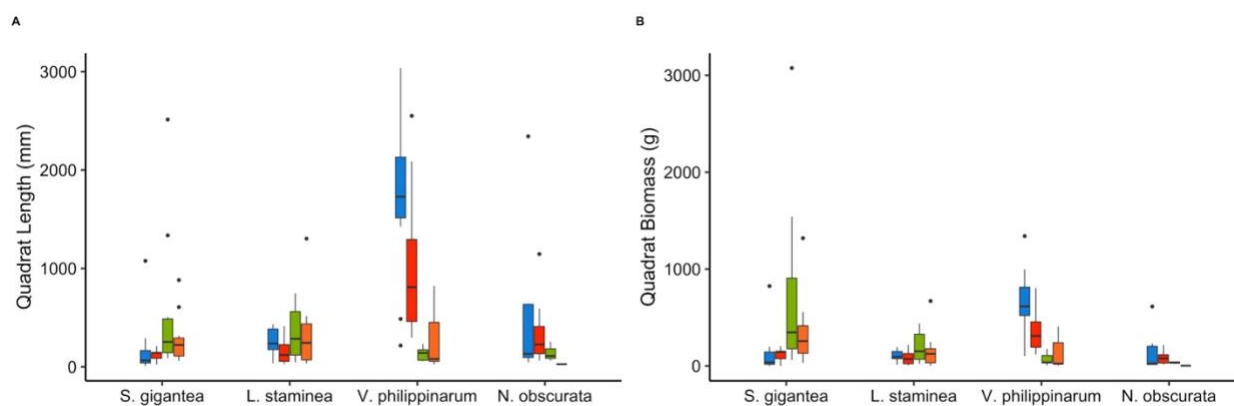 A
Quadrat Length (mm)
3000
2000
1000
0
S. gigantea L. staminea V. philippinarum N. obscurata
B
Quadrat Biomass (g)
3000
2000
1000
0
S. gigantea L. staminea V. philippinarum N. obscurata